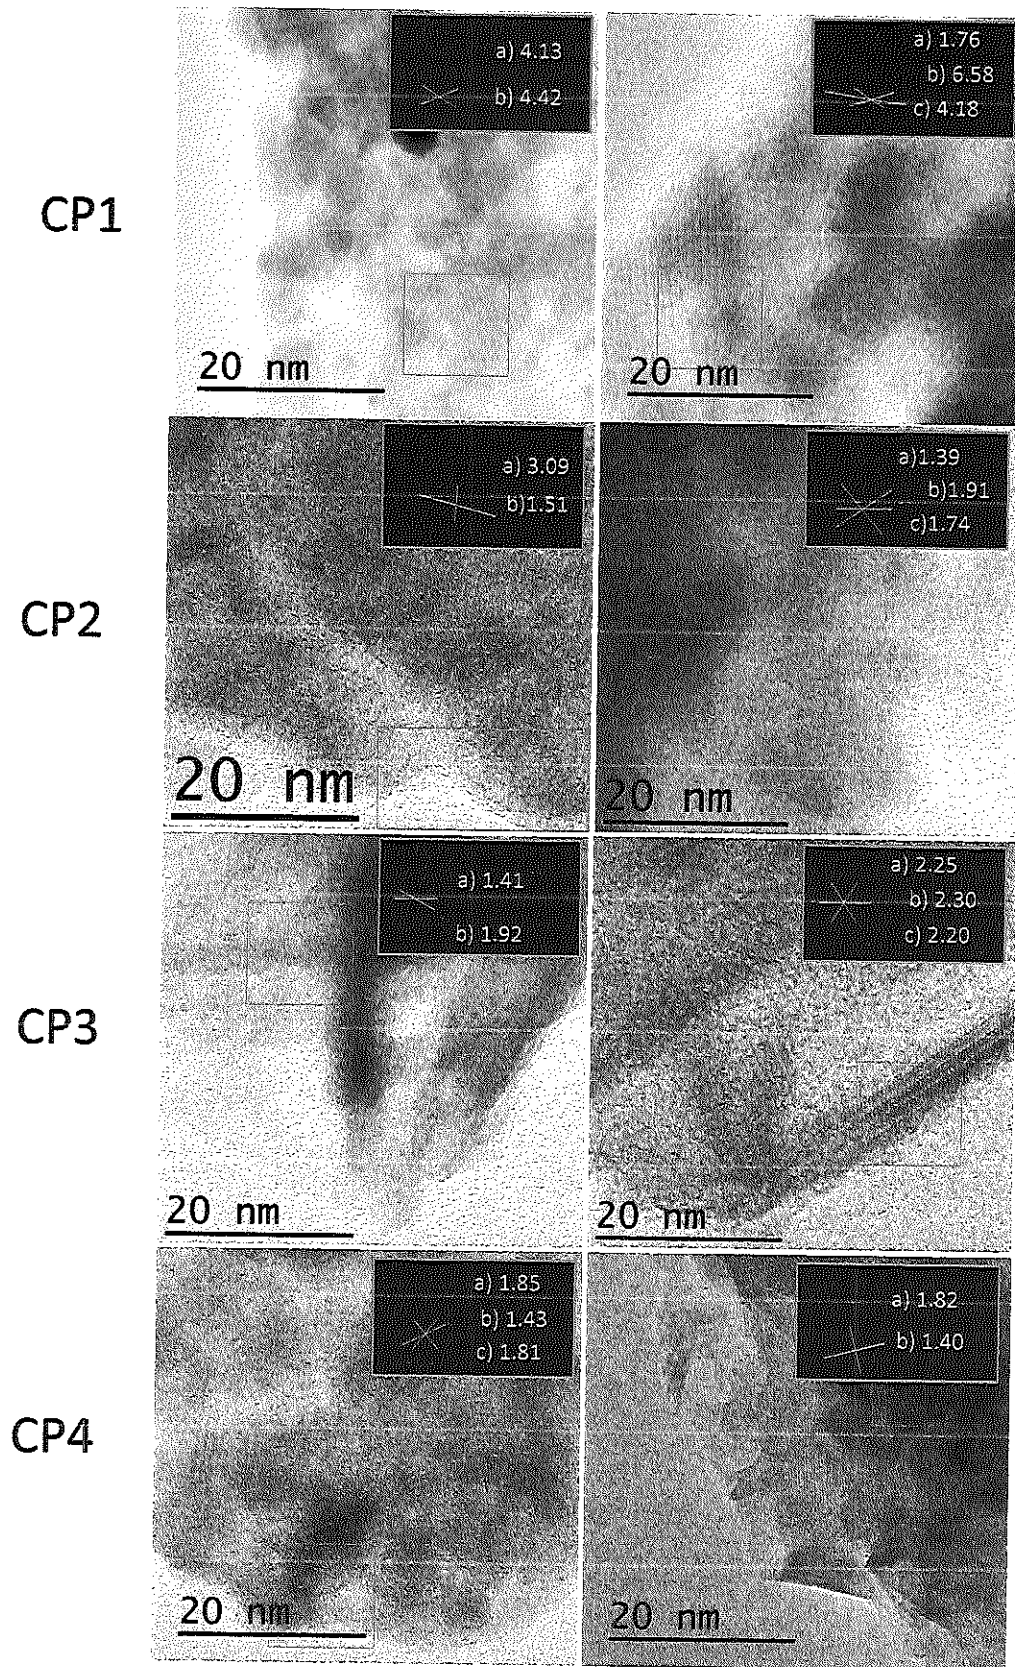 CP1
a) 4.13
b) 4.42
20 nm
a) 1.76
b) 6.58
c) 4.18
20 nm
CP2
a) 3.09
b)1.51
20 nm
a)1.39
b)1.91
c)1.74
20 nm
CP3
a) 1.41
b) 1.92
20 nm
a) 2.25
b) 2.30
c) 2.20
20 nm
CP4
a) 1.85
b) 1.43
c) 1.81
20 nm
a) 1.82
b) 1.40
20 nm